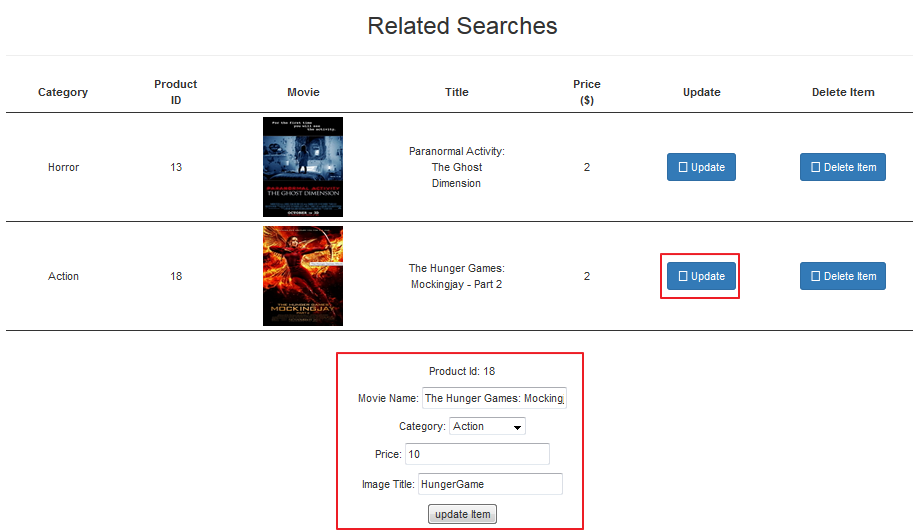 Related Searches
Category Product ID Movie Title Price ($) Update Delete Item
For the first time
you will see
the activity.
PARANORMAL ACTIVITY
THE GHOST DIMENSION
OCTOBER
Horror 13 Paranormal Activity: The Ghost Dimension 2 Update Delete Item
THE HUNGER GAMES
MOCKINGJAY
PART 2
Action 18 The Hunger Games: Mockingjay - Part 2 2 Update Delete Item
Product Id: 18
Movie Name: The Hunger Games: Mocking
Category: Action
Price: 10
Image Title: HungerGame
update Item